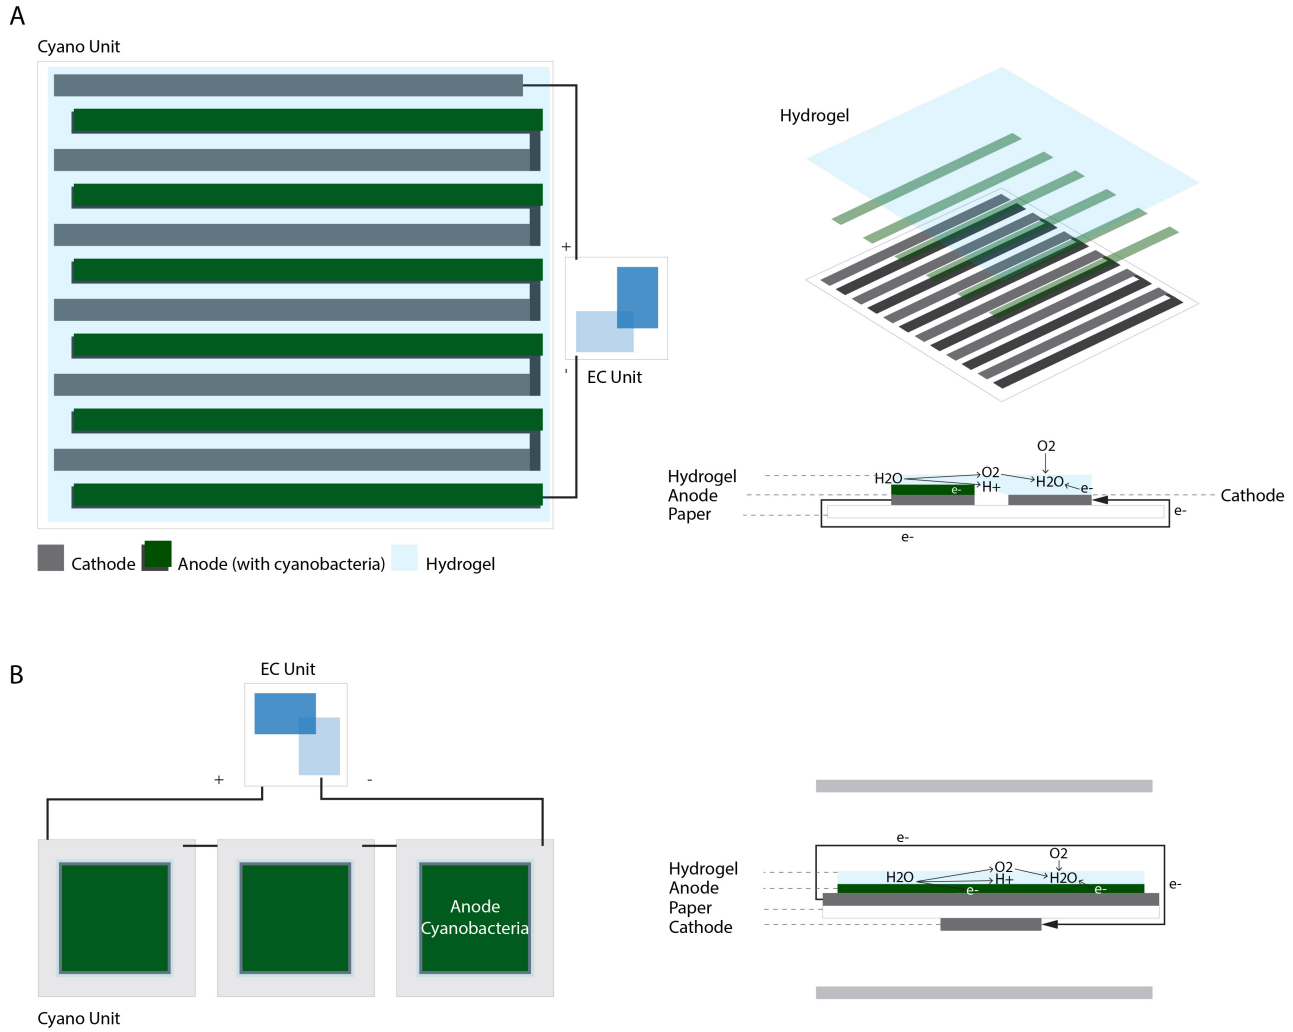 A
Cyano Unit
+
-
EC Unit
Cathode
Anode (with cyanobacteria)
Hydrogel
Hydrogel
O2
Hydrogel
H2O
O2
H2O
Anode
e-
H+
e-
Cathode
Paper
e-
e-
B
EC Unit
+
-
Anode
Cyanobacteria
Cyano Unit
e-
O2
Hydrogel
H2O
O2
H+
H2O
Anode
e-
e-
e-
Paper
Cathode